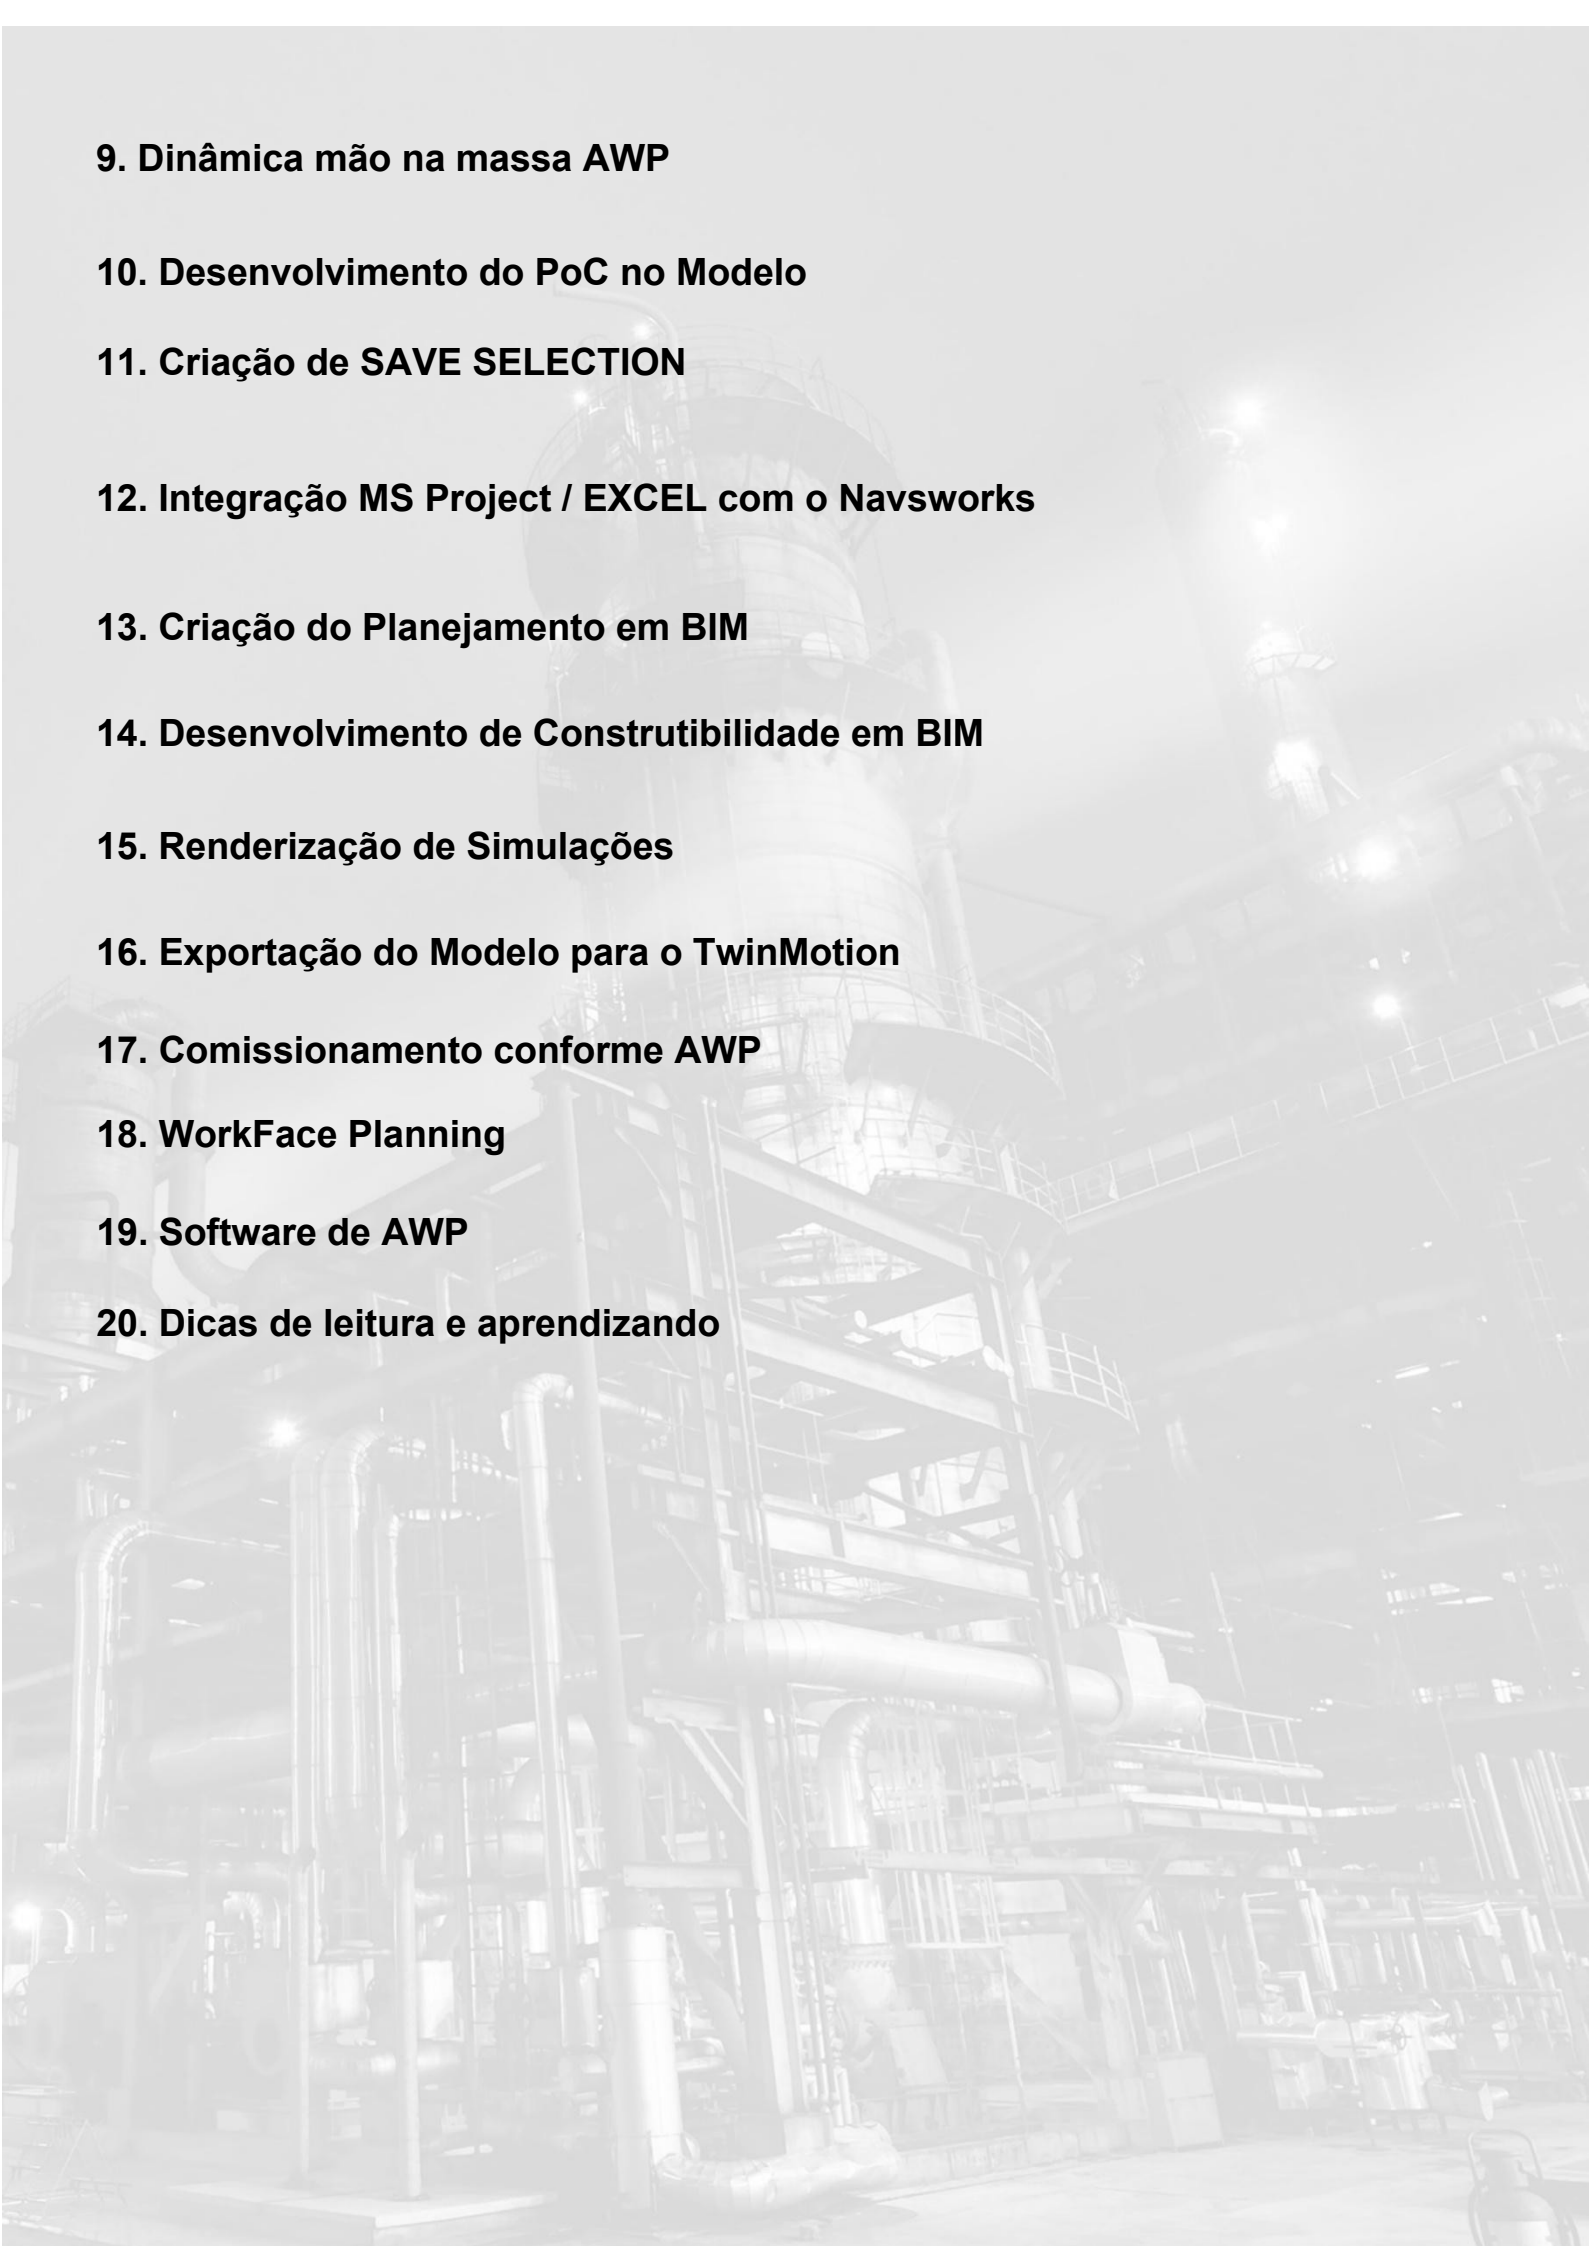 9. Dinâmica mão na massa AWP
10. Desenvolvimento do PoC no Modelo
11. Criação de SAVE SELECTION
12. Integração MS Project / EXCEL com o Navsworks
13. Criação do Planejamento em BIM
14. Desenvolvimento de Construtibilidade em BIM
15. Renderização de Simulações
16. Exportação do Modelo para o TwinMotion
17. Comissionamento conforme AWP
18. WorkFace Planning
19. Software de AWP
20. Dicas de leitura e aprendizando